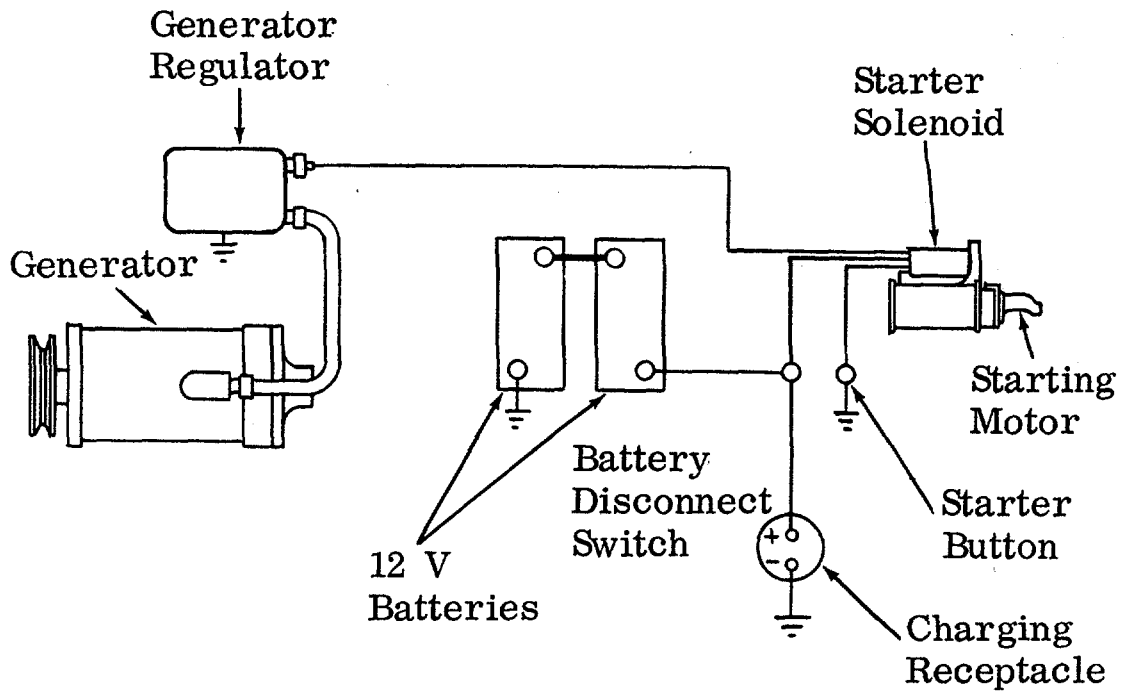 Generator
Regulator
Starter
Solenoid
Generator
Starting
Motor
Battery
Disconnect
Switch
Starter
Button
12 V
Batteries
+
−
Charging
Receptacle